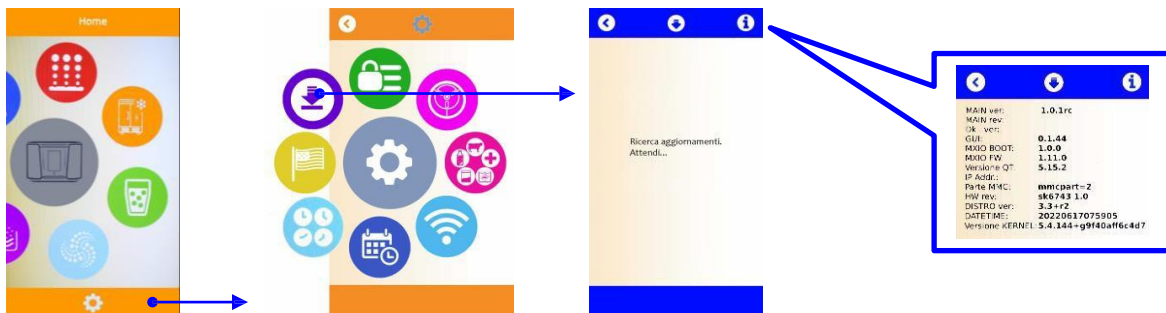 Home
Ricerca aggiornamenti.
Attendi...
MAIN ver: 1.0.1rc
MAIN rev:
ver:
GUI: 0.1.44
MXIO BOOT: 1.0.0
MXIO FW 1.11.0
Versione QT: 5.15.2
IP Addr.:
Parte MMC: mmcpart=2
HW rev: sk6743 1.0
DISTRO ver: 3.3+r2
DATETIME: 20220617075905
Versione KERNEL: 5.4.144+g9f40aff6c4d7